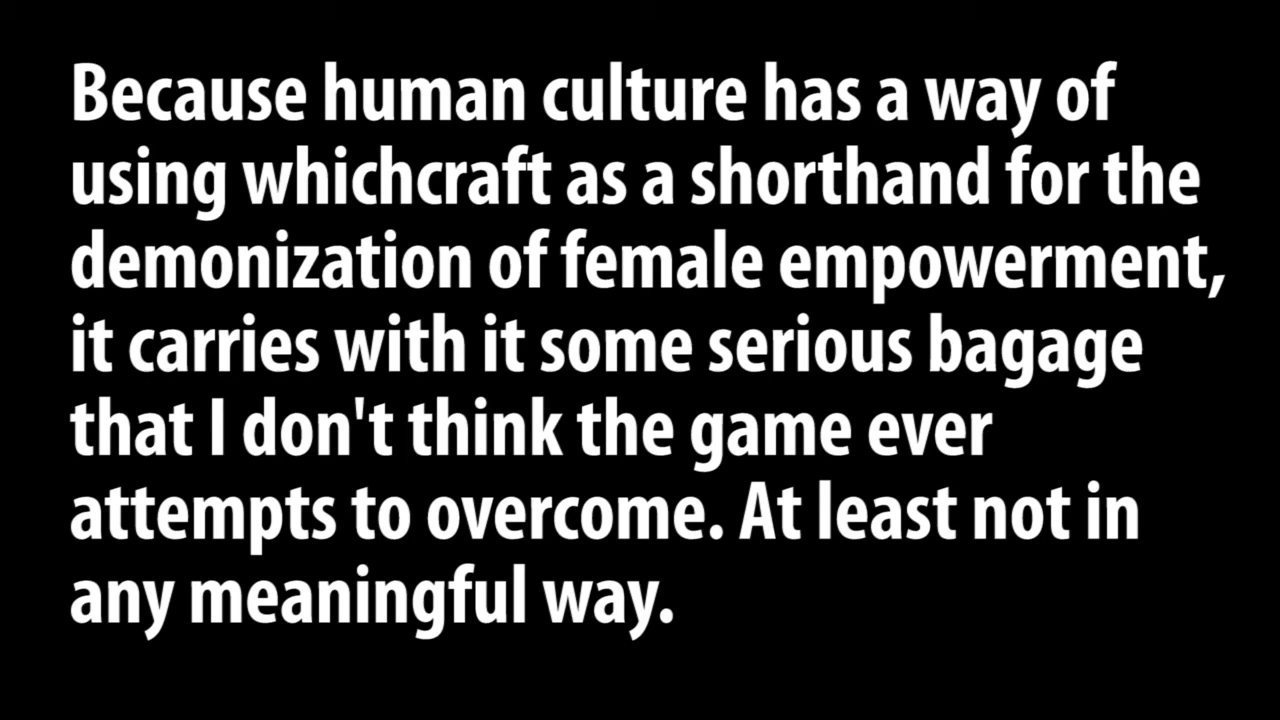 Because human culture has a way of
using whichcraft as a shorthand for the
demonization of female empowerment,
it carries with it some serious bagage
that I don't think the game ever
attempts to overcome. At least not in
any meaningful way.